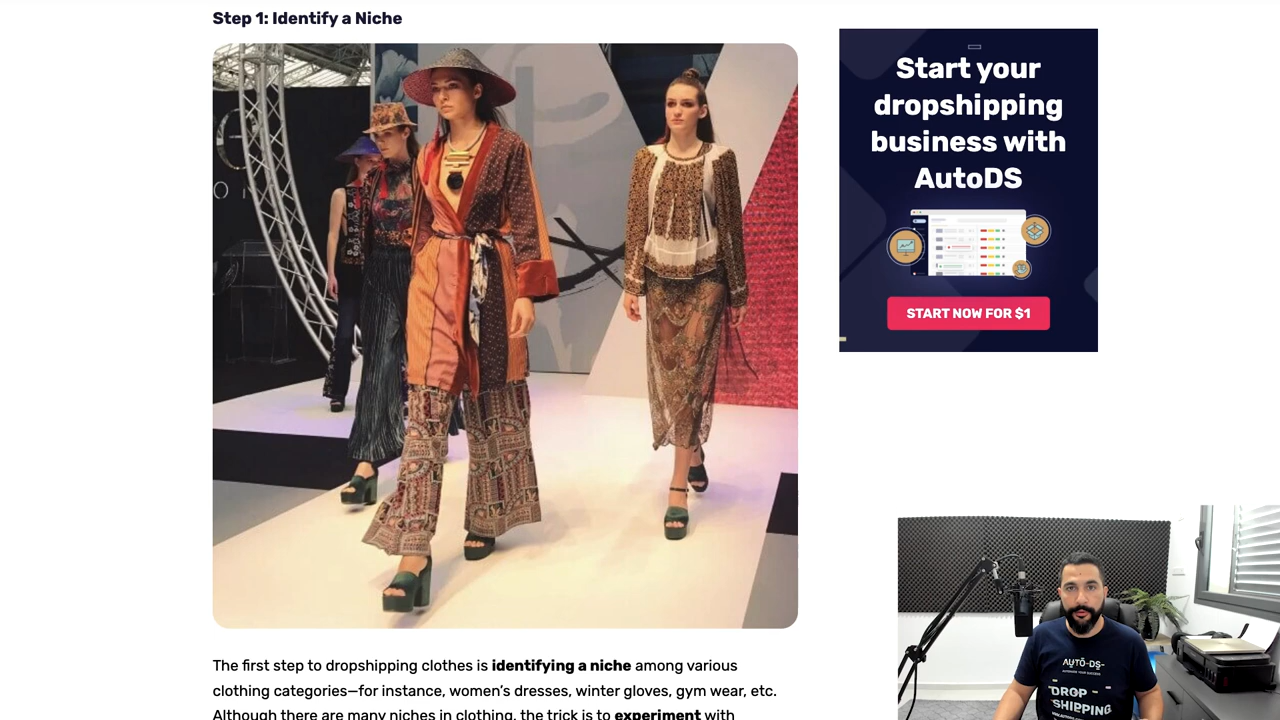 Step 1: Identify a Niche
Start your
dropshipping
business with
AutoDS
START NOW FOR $1
The first step to dropshipping clothes is identifying a niche among various
clothing categories—for instance, women's dresses, winter gloves, gym wear, etc.
Although there are many niches in clothing, the trick is to experiment with
AUTO-DS-
DROP
SHIPPING